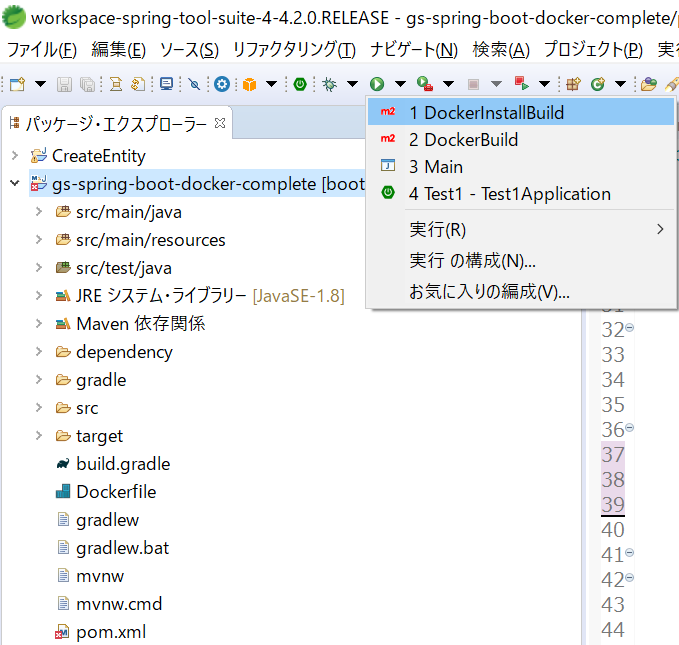 workspace-spring-tool-suite-4-4.2.0.RELEASE - gs-spring-boot-docker-complete/
ファイル(F) 編集(E) ソース(S) リファクタリング(T) ナビゲート(N) 検索(A) プロジェクト(P) 実
パッケージ・エクスプローラー
m2 1 DockerInstallBuild
m2 2 DockerBuild
3 Main
4 Test1 - Test1Application
実行(R)
実行 の構成(N)...
お気に入りの編成(V)...
CreateEntity
gs-spring-boot-docker-complete [boot
src/main/java
src/main/resources
src/test/java
JRE システム・ライブラリー [JavaSE-1.8]
Maven 依存関係
dependency
gradle
src
target
build.gradle
Dockerfile
gradlew
gradlew.bat
mvnw
mvnw.cmd
pom.xml
32
33
34
35
36
37
38
39
40
41
42
43
44